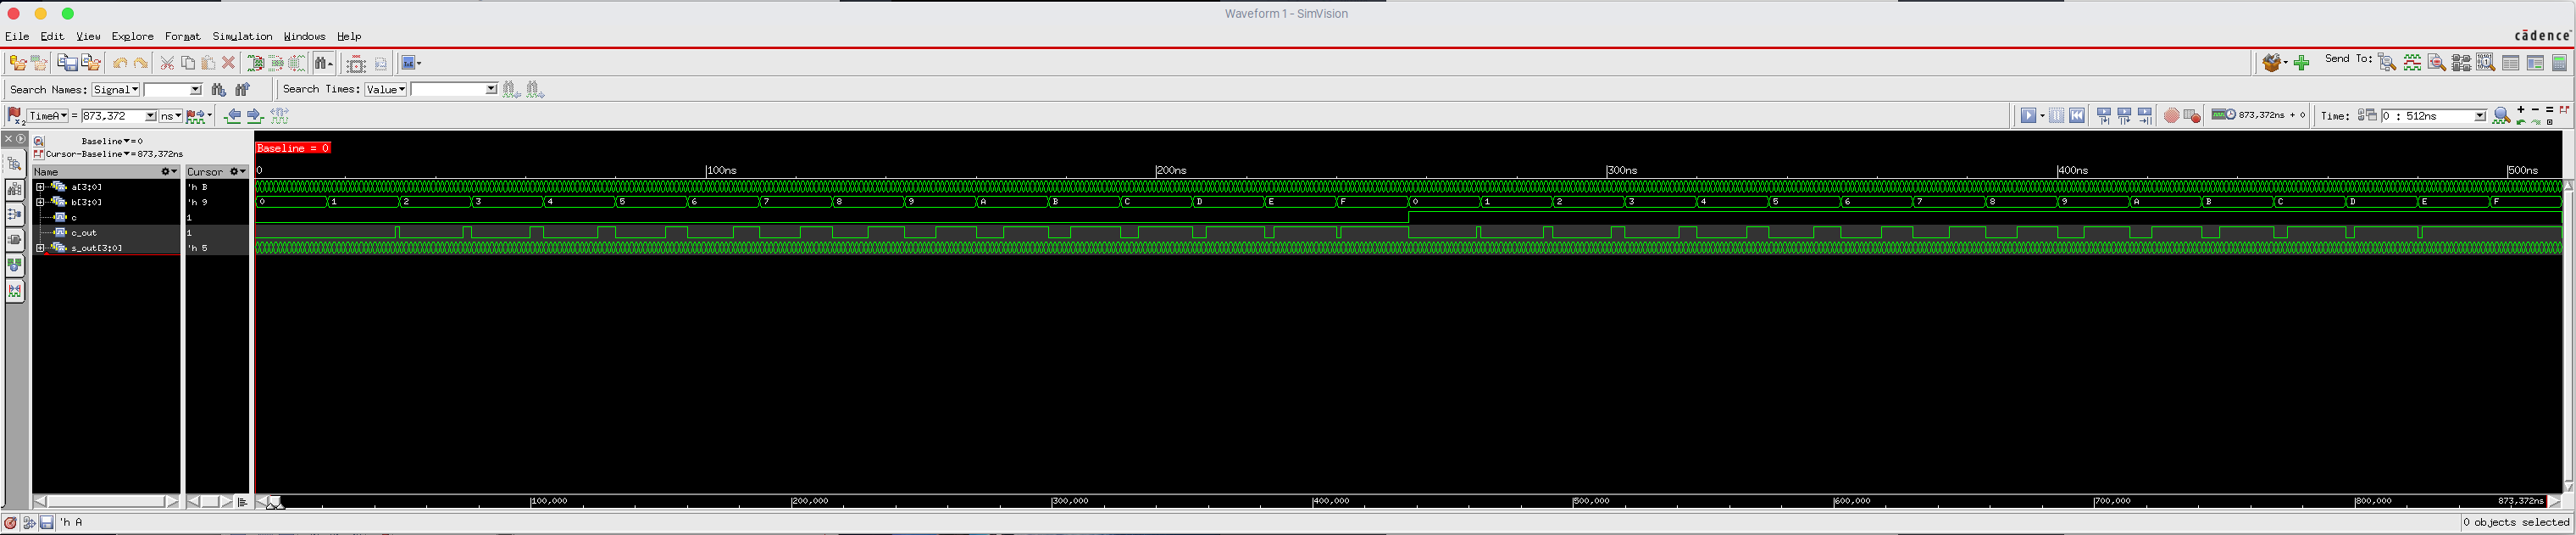 Waveform 1 - SimVision
File Edit View Explore Format Simulation Windows Help
cādence
Send To:
Search Names: Signal Search Times: Value
TimeA = 873,372 ns
873,372ns + 0
Time: 0 : 512ns
Baseline = 0
Cursor-Baseline = 873,372ns
Baseline = 0
Name Cursor
0 100ns 200ns 300ns 400ns 500ns
a[3:0] 'h B
b[3:0] 'h 9 0 1 2 3 4 5 6 7 8 9 A B C D E F 0 1 2 3 4 5 6 7 8 9 A B C D E F
c 1
c_out 1
s_out[3:0] 'h 5
100,000 200,000 300,000 400,000 500,000 600,000 700,000 800,000 873,372ns
'h A
0 objects selected